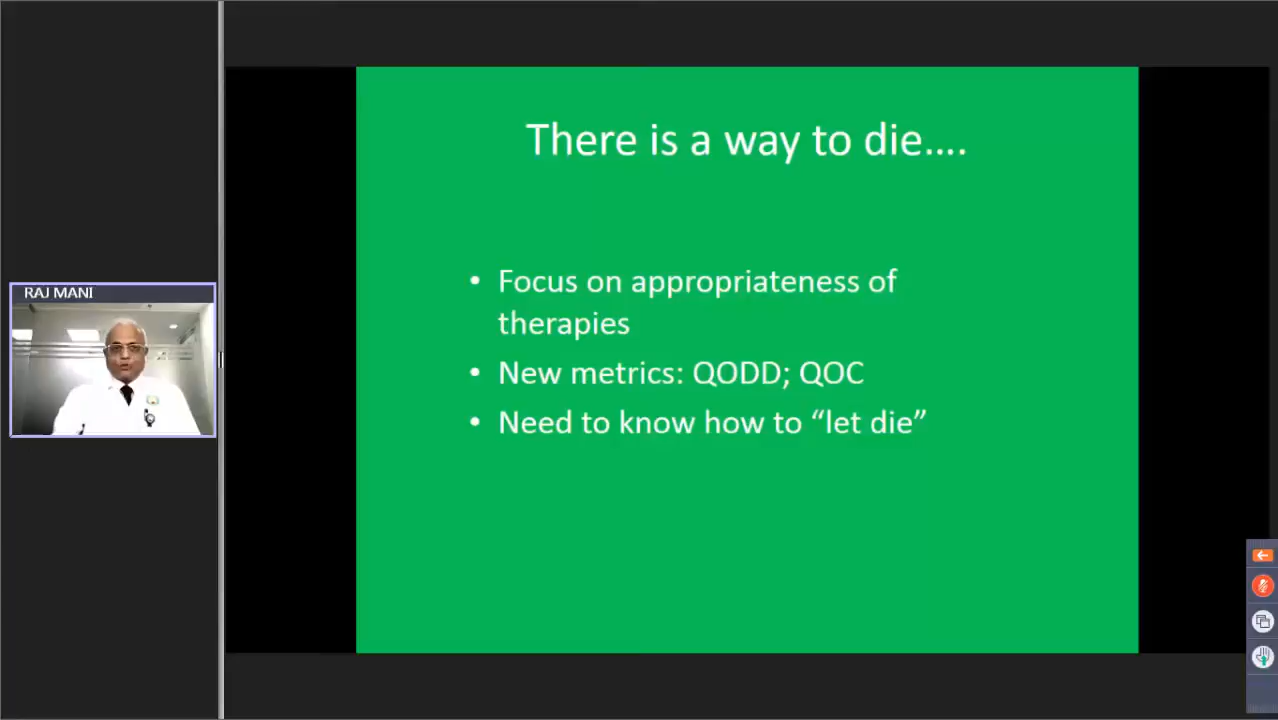 RAJ MANI
There is a way to die....
• Focus on appropriateness of
therapies
• New metrics: QODD; QOC
• Need to know how to “let die”